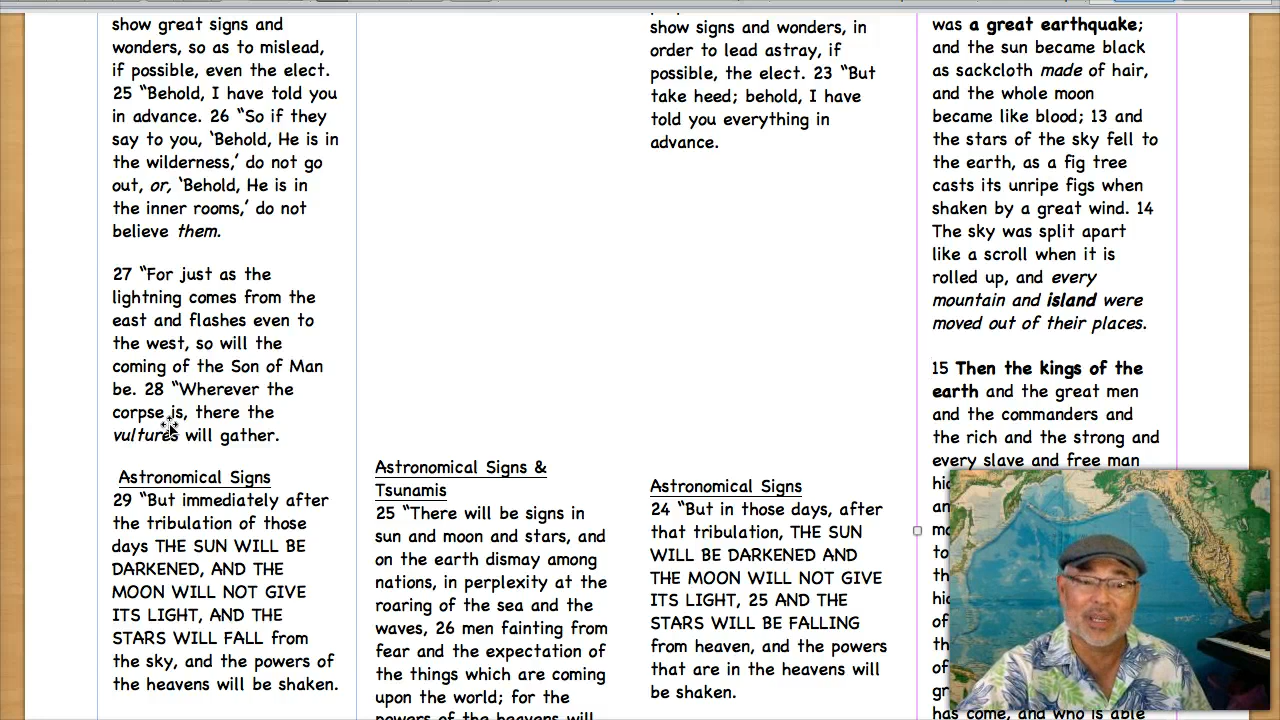 show great signs and
wonders, so as to mislead,
if possible, even the elect.
25 “Behold, I have told you
in advance. 26 “So if they
say to you, ‘Behold, He is in
the wilderness,’ do not go
out, or, ‘Behold, He is in
the inner rooms,’ do not
believe them.
27 “For just as the
lightning comes from the
east and flashes even to
the west, so will the
coming of the Son of Man
be. 28 “Wherever the
corpse is, there the
vultures will gather.
Astronomical Signs
29 “But immediately after
the tribulation of those
days THE SUN WILL BE
DARKENED, AND THE
MOON WILL NOT GIVE
ITS LIGHT, AND THE
STARS WILL FALL from
the sky, and the powers of
the heavens will be shaken.
Astronomical Signs &
Tsunamis
25 “There will be signs in
sun and moon and stars, and
on the earth dismay among
nations, in perplexity at the
roaring of the sea and the
waves, 26 men fainting from
fear and the expectation of
the things which are coming
upon the world; for the
powers of the heavens will
show signs and wonders, in
order to lead astray, if
possible, the elect. 23 “But
take heed; behold, I have
told you everything in
advance.
Astronomical Signs
24 “But in those days, after
that tribulation, THE SUN
WILL BE DARKENED AND
THE MOON WILL NOT GIVE
ITS LIGHT, 25 AND THE
STARS WILL BE FALLING
from heaven, and the powers
that are in the heavens will
be shaken.
was a great earthquake;
and the sun became black
as sackcloth made of hair,
and the whole moon
became like blood; 13 and
the stars of the sky fell to
the earth, as a fig tree
casts its unripe figs when
shaken by a great wind. 14
The sky was split apart
like a scroll when it is
rolled up, and every
mountain and island were
moved out of their places.
15 Then the kings of the
earth and the great men
and the commanders and
the rich and the strong and
every slave and free man
of
of
has come, and who is able